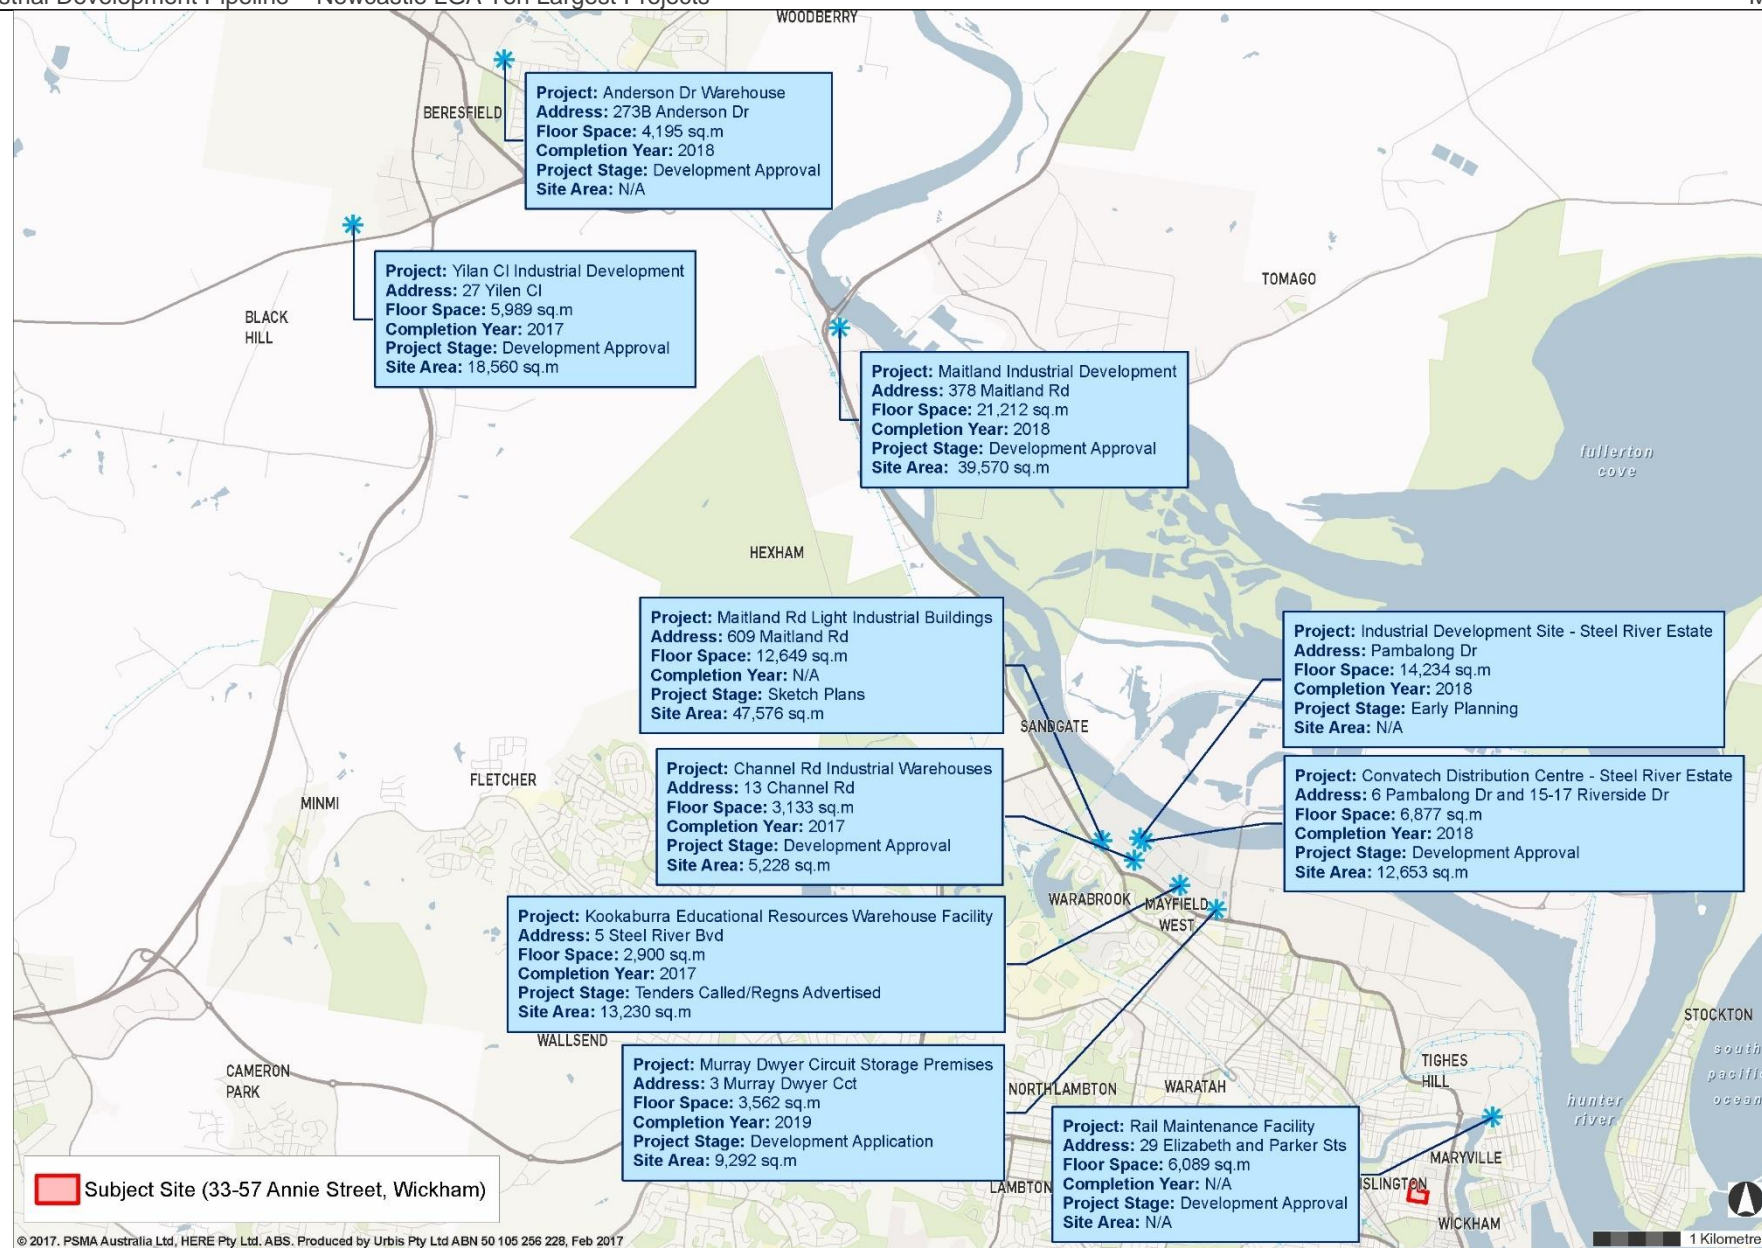 strial Development Pipeline – Newcastle LGA Ten Largest Projects
WOODBERRY
BERESFIELD
Project: Anderson Dr Warehouse
Address: 273B Anderson Dr
Floor Space: 4,195 sq.m
Completion Year: 2018
Project Stage: Development Approval
Site Area: N/A
Project: Yilan Cl Industrial Development
Address: 27 Yilen Cl
Floor Space: 5,989 sq.m
Completion Year: 2017
Project Stage: Development Approval
Site Area: 18,560 sq.m
BLACK
HILL
TOMAGO
Project: Maitland Industrial Development
Address: 378 Maitland Rd
Floor Space: 21,212 sq.m
Completion Year: 2018
Project Stage: Development Approval
Site Area: 39,570 sq.m
fullerton
cove
HEXHAM
Project: Maitland Rd Light Industrial Buildings
Address: 609 Maitland Rd
Floor Space: 12,649 sq.m
Completion Year: N/A
Project Stage: Sketch Plans
Site Area: 47,576 sq.m
Project: Industrial Development Site - Steel River Estate
Address: Pambalong Dr
Floor Space: 14,234 sq.m
Completion Year: 2018
Project Stage: Early Planning
Site Area: N/A
SANDGATE
FLETCHER
MINMI
Project: Channel Rd Industrial Warehouses
Address: 13 Channel Rd
Floor Space: 3,133 sq.m
Completion Year: 2017
Project Stage: Development Approval
Site Area: 5,228 sq.m
Project: Convatech Distribution Centre - Steel River Estate
Address: 6 Pambalong Dr and 15-17 Riverside Dr
Floor Space: 6,877 sq.m
Completion Year: 2018
Project Stage: Development Approval
Site Area: 12,653 sq.m
WARABROOK
MAYFIELD
WEST
Project: Kookaburra Educational Resources Warehouse Facility
Address: 5 Steel River Bvd
Floor Space: 2,900 sq.m
Completion Year: 2017
Project Stage: Tenders Called/Regns Advertised
Site Area: 13,230 sq.m
WALLSEND
STOCKTON
south
pacific
ocean
CAMERON
PARK
Project: Murray Dwyer Circuit Storage Premises
Address: 3 Murray Dwyer Cct
Floor Space: 3,562 sq.m
Completion Year: 2019
Project Stage: Development Application
Site Area: 9,292 sq.m
NORTH LAMBTON
WARATAH
TIGHES
HILL
hunter
river
Project: Rail Maintenance Facility
Address: 29 Elizabeth and Parker Sts
Floor Space: 6,089 sq.m
Completion Year: N/A
Project Stage: Development Approval
Site Area: N/A
MARYVILLE
LAMBTON
ISLINGTON
WICKHAM
Subject Site (33-57 Annie Street, Wickham)
© 2017. PSMA Australia Ltd, HERE Pty Ltd. ABS. Produced by Urbis Pty Ltd ABN 50 105 256 228, Feb 2017
1 Kilometre